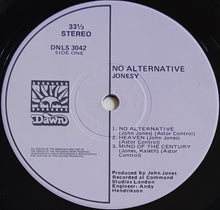 33⅓
STEREO
DNLS 3042
SIDE ONE
NO ALTERNATIVE
JONESY
Dawn
1. NO ALTERNATIVE
(John Jones) (Astor Control)
2. HEAVEN (John Jones)
(Astor Control)
3. MIND OF THE CENTURY
(Jones, Kaleth) (Astor
Control)
Produced by John Jones
Recorded at Command
Studios London
Engineer: Andy
Hendrikson